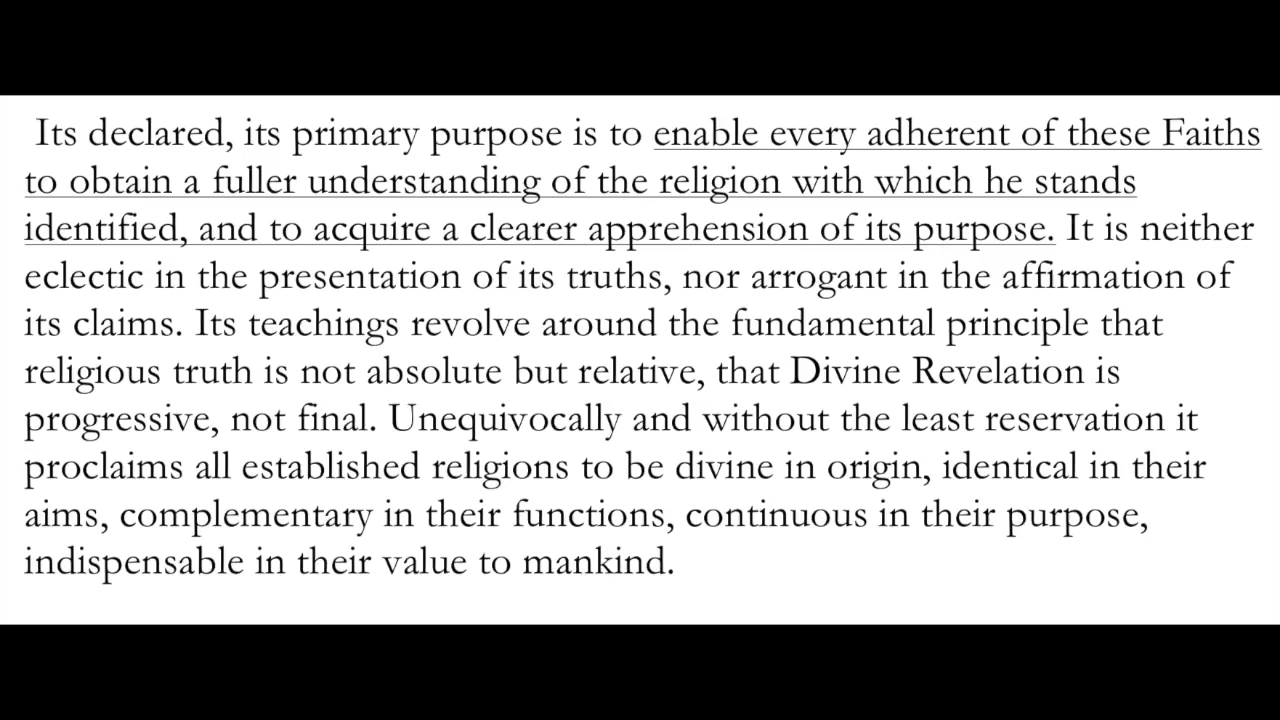 Its declared, its primary purpose is to enable every adherent of these Faiths
to obtain a fuller understanding of the religion with which he stands
identified, and to acquire a clearer apprehension of its purpose. It is neither
eclectic in the presentation of its truths, nor arrogant in the affirmation of
its claims. Its teachings revolve around the fundamental principle that
religious truth is not absolute but relative, that Divine Revelation is
progressive, not final. Unequivocally and without the least reservation it
proclaims all established religions to be divine in origin, identical in their
aims, complementary in their functions, continuous in their purpose,
indispensable in their value to mankind.